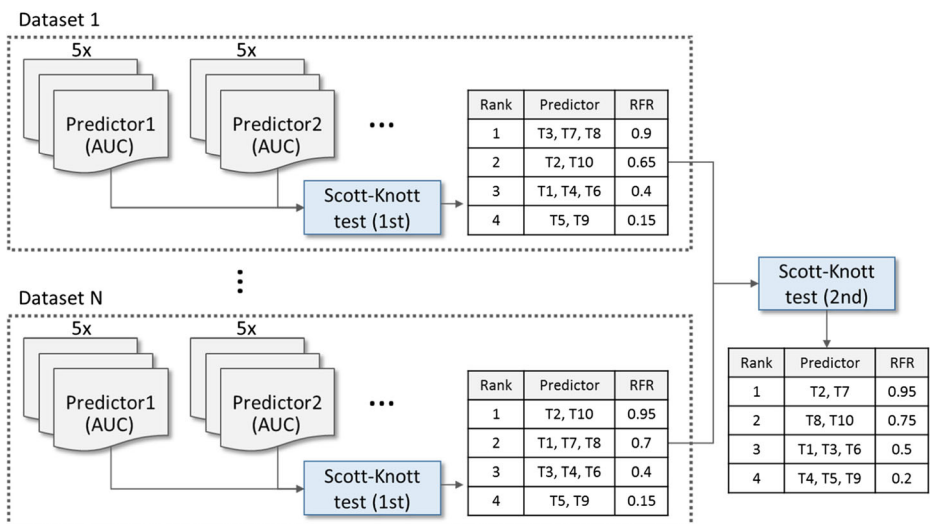 Dataset 1
5x
5x
Predictor1
(AUC)
Predictor2
(AUC)
...
Scott-Knott
test (1st)
Rank Predictor RFR
1 T3, T7, T8 0.9
2 T2, T10 0.65
3 T1, T4, T6 0.4
4 T5, T9 0.15
Dataset N
5x
5x
Predictor1
(AUC)
Predictor2
(AUC)
...
Scott-Knott
test (1st)
Rank Predictor RFR
1 T2, T10 0.95
2 T1, T7, T8 0.7
3 T3, T4, T6 0.4
4 T5, T9 0.15
Scott-Knott
test (2nd)
Rank Predictor RFR
1 T2, T7 0.95
2 T8, T10 0.75
3 T1, T3, T6 0.5
4 T4, T5, T9 0.2